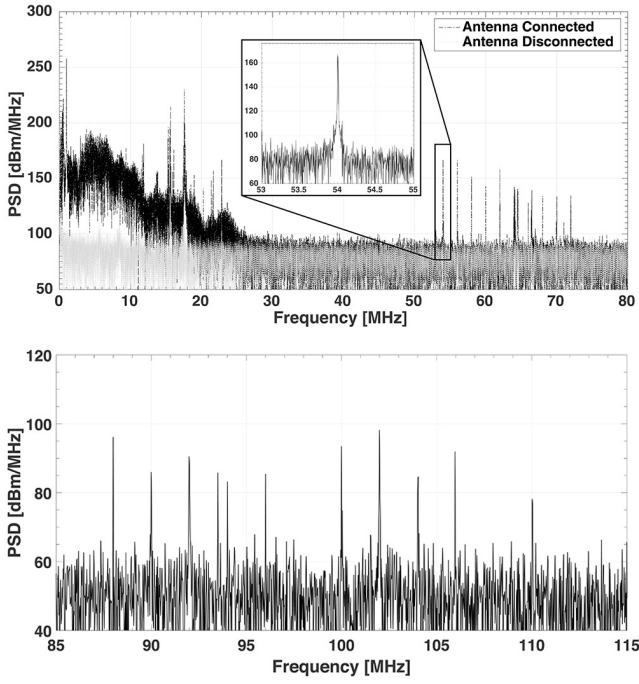 300
250
200
150
100
50
PSD [dBm/MHz]
Antenna Connected
Antenna Disconnected
160
140
120
100
80
60
53 53.5 54 54.5 55
0 10 20 30 40 50 60 70 80
Frequency [MHz]
120
100
80
60
40
PSD [dBm/MHz]
85 90 95 100 105 110 115
Frequency [MHz]